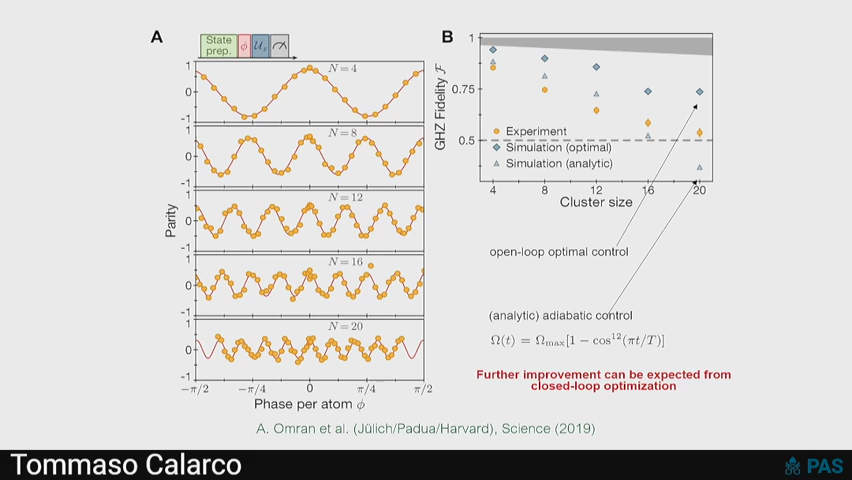 A
State
prep.
ϕ
𝒰ₓ
N = 4
1
0
-1
N = 8
1
0
-1
N = 12
1
0
-1
N = 16
1
0
-1
N = 20
1
0
-1
Parity
−π/2
−π/4
0
π/4
π/2
Phase per atom ϕ
B
GHZ Fidelity ℱ
1
0.75
0.5
Experiment
Simulation (optimal)
Simulation (analytic)
4
8
12
16
20
Cluster size
open-loop optimal control
(analytic) adiabatic control
Ω(t) = Ωmax[1 − cos¹²(πt/T)]
Further improvement can be expected from
closed-loop optimization
A. Omran et al. (Jülich/Padua/Harvard), Science (2019)
Tommaso Calarco
PAS